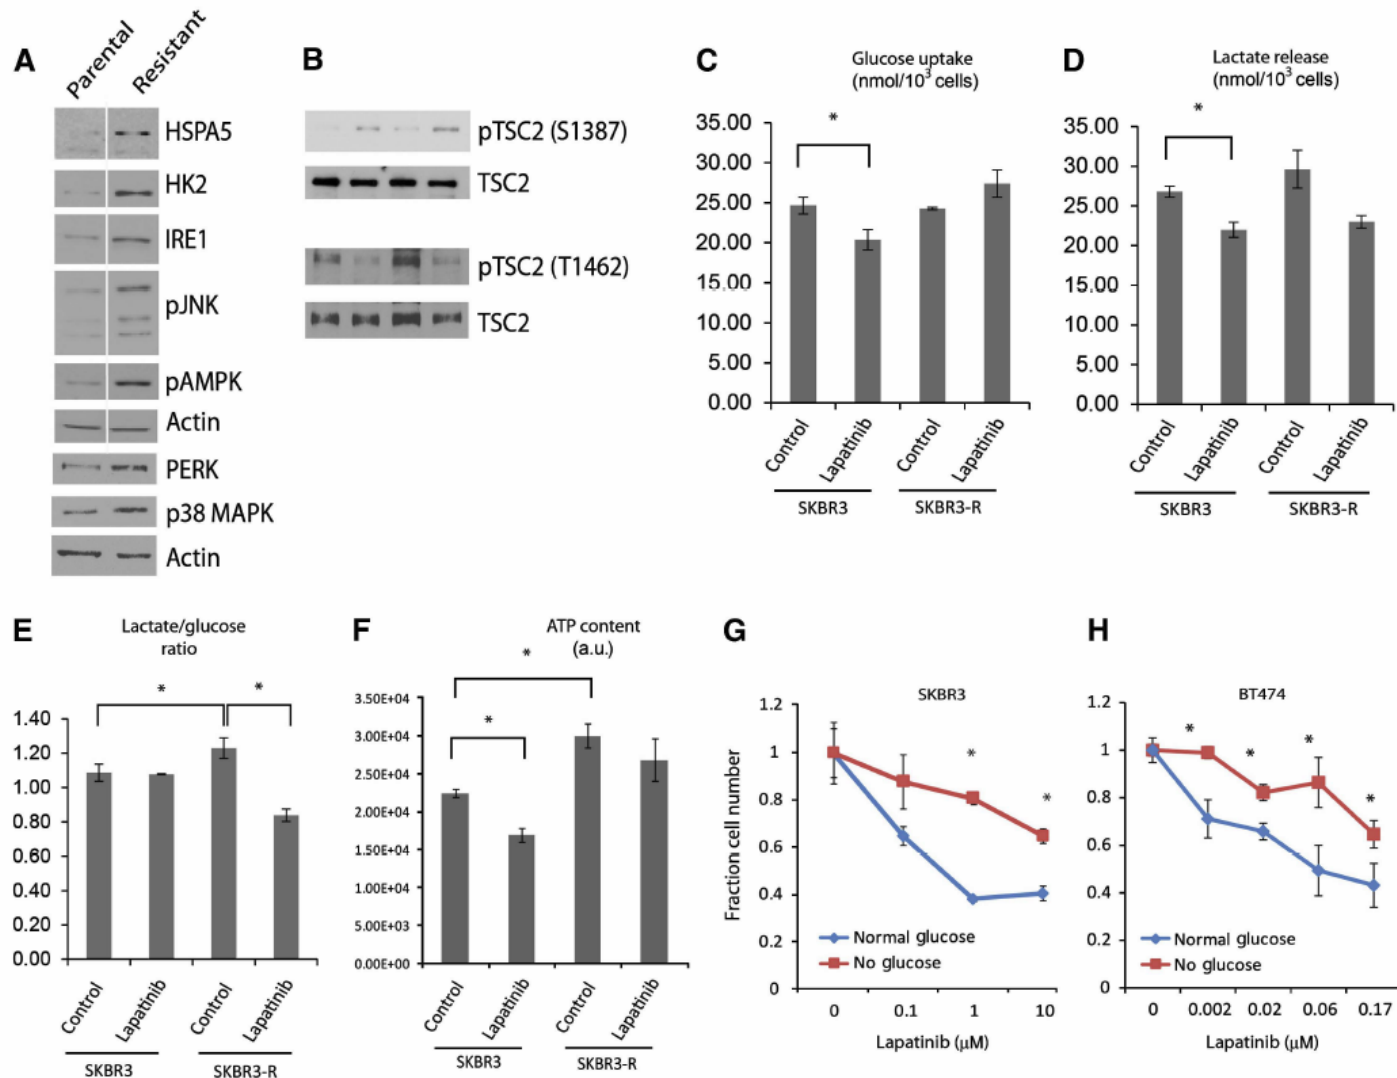 A
Parental
Resistant
HSPA5
HK2
IRE1
pJNK
pAMPK
Actin
PERK
p38 MAPK
Actin
B
pTSC2 (S1387)
TSC2
pTSC2 (T1462)
TSC2
C
Glucose uptake
(nmol/10³ cells)
*
35.00
30.00
25.00
20.00
15.00
10.00
5.00
0.00
Control
Lapatinib
Control
Lapatinib
SKBR3
SKBR3-R
D
Lactate release
(nmol/10³ cells)
*
35.00
30.00
25.00
20.00
15.00
10.00
5.00
0.00
Control
Lapatinib
Control
Lapatinib
SKBR3
SKBR3-R
E
Lactate/glucose
ratio
*
*
1.40
1.20
1.00
0.80
0.60
0.40
0.20
0.00
Control
Lapatinib
Control
Lapatinib
SKBR3
SKBR3-R
F
ATP content
(a.u.)
*
*
3.50E+04
3.00E+04
2.50E+04
2.00E+04
1.50E+04
1.00E+04
5.00E+03
0.00E+00
Control
Lapatinib
Control
Lapatinib
SKBR3
SKBR3-R
G
SKBR3
Fraction cell number
1.2
1
0.8
0.6
0.4
0.2
0
*
*
Normal glucose
No glucose
0 0.1 1 10
Lapatinib (μM)
H
BT474
1.2
1
0.8
0.6
0.4
0.2
0
* * * *
Normal glucose
No glucose
0 0.002 0.02 0.06 0.17
Lapatinib (μM)